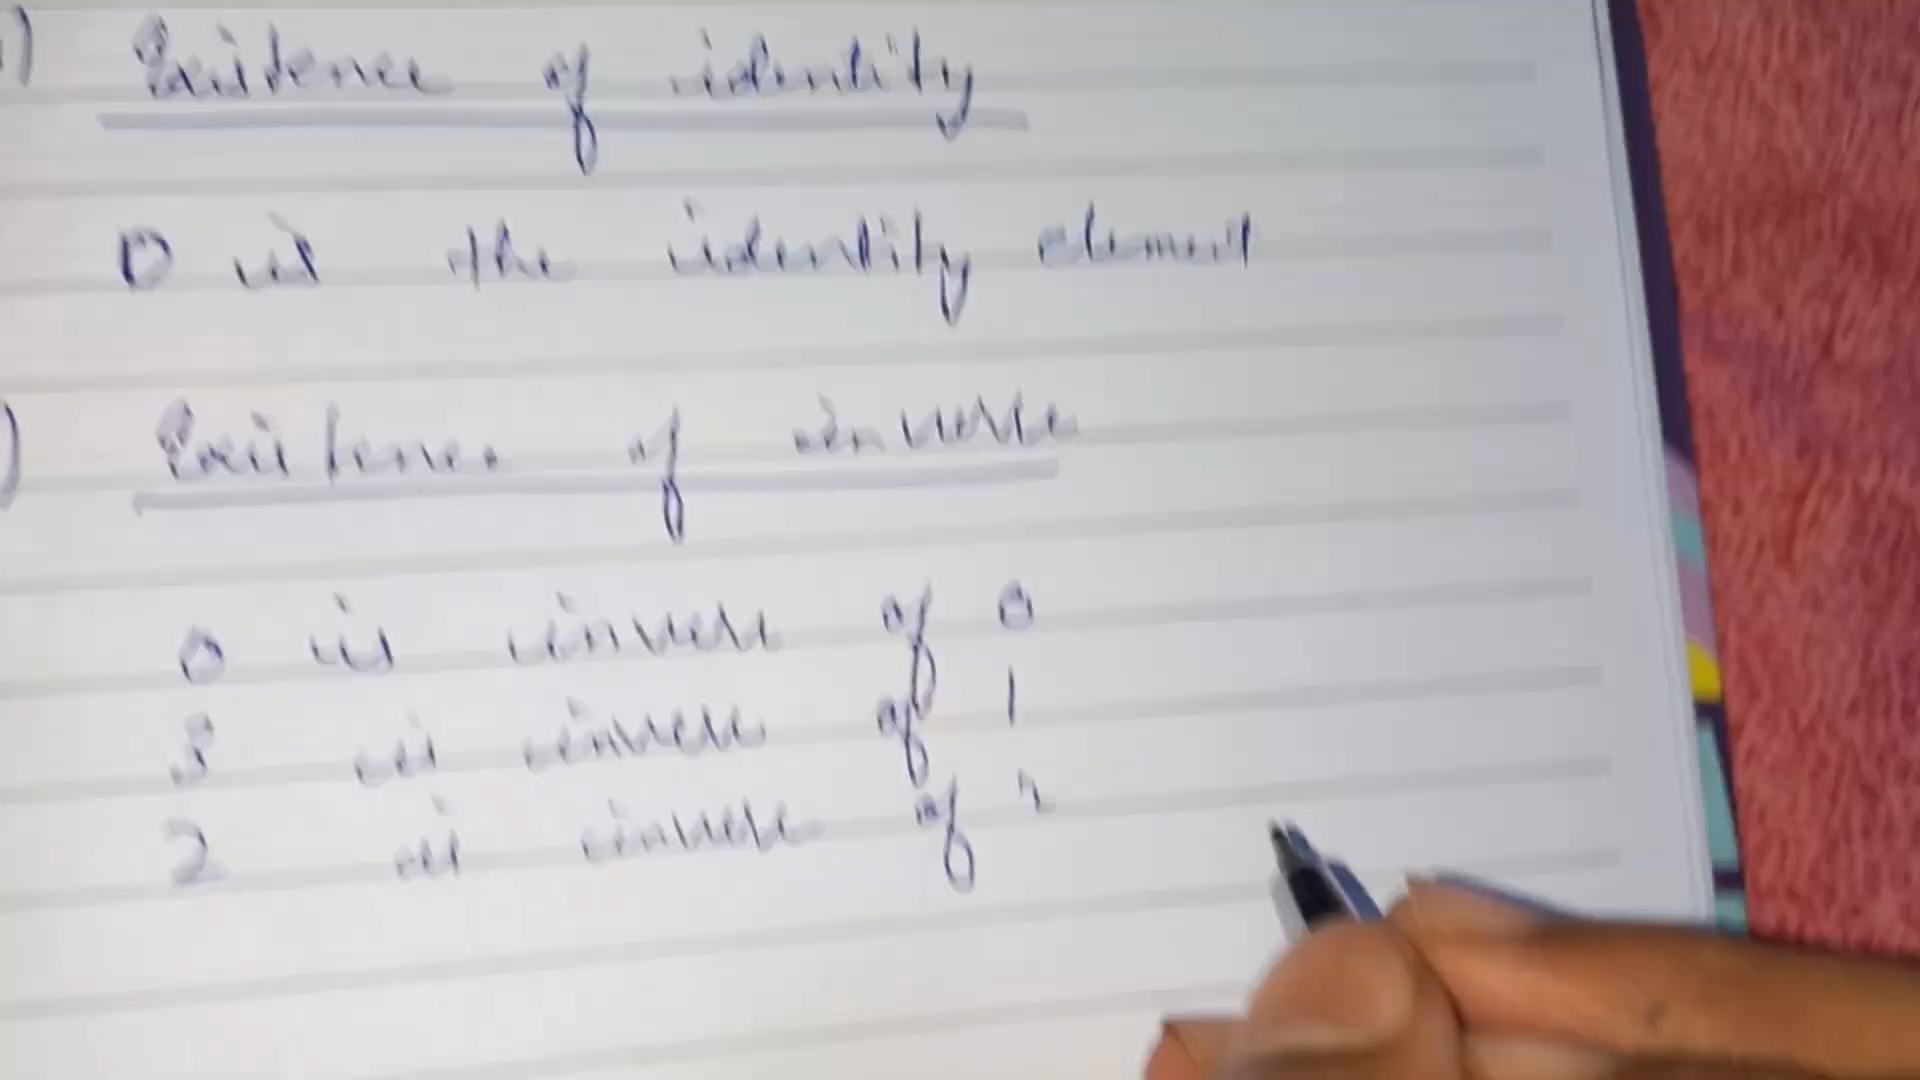 ) Existence of identity
0 is the identity element
) Existence of inverse
0 is inverse of 0
3 is inverse of 1
2 is inverse of 2